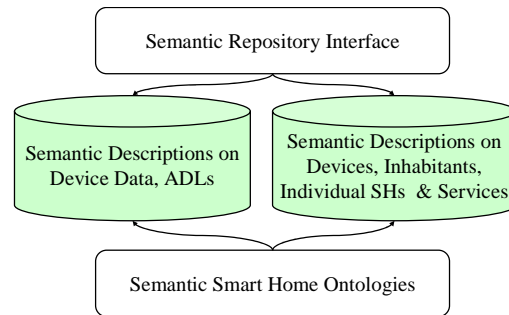 Semantic Repository Interface
Semantic Descriptions on
Device Data, ADLs
Semantic Descriptions on
Devices, Inhabitants,
Individual SHs & Services
Semantic Smart Home Ontologies